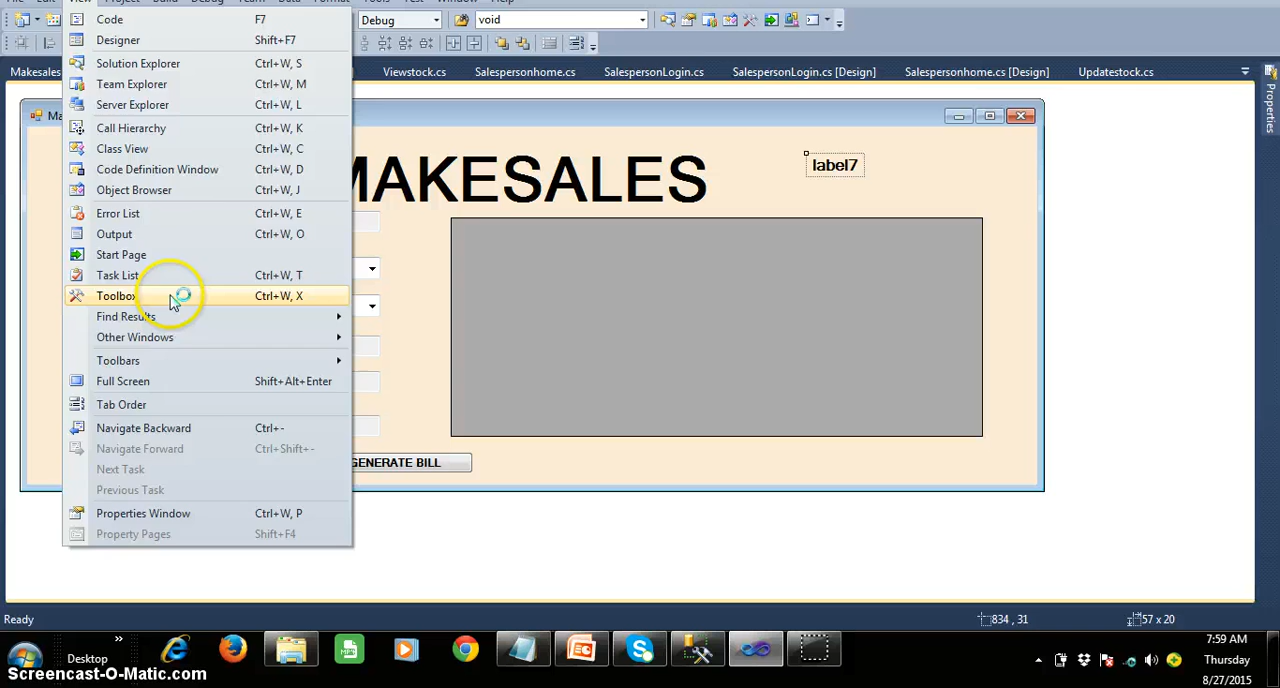 View
Debug
void
Code F7
Designer Shift+F7
Solution Explorer Ctrl+W, S
Team Explorer Ctrl+W, M
Server Explorer Ctrl+W, L
Call Hierarchy Ctrl+W, K
Class View Ctrl+W, C
Code Definition Window Ctrl+W, D
Object Browser Ctrl+W, J
Error List Ctrl+W, E
Output Ctrl+W, O
Start Page
Task List Ctrl+W, T
Toolbox Ctrl+W, X
Find Results
Other Windows
Toolbars
Full Screen Shift+Alt+Enter
Tab Order
Navigate Backward Ctrl+-
Navigate Forward Ctrl+Shift+-
Next Task
Previous Task
Properties Window Ctrl+W, P
Property Pages Shift+F4
Makesales
Viewstock.cs Salespersonhome.cs SalespersonLogin.cs SalespersonLogin.cs [Design] Salespersonhome.cs [Design] Updatestock.cs
Properties
Ma
MAKESALES
label7
GENERATE BILL
Ready 834 , 31 57 x 20
Desktop »
7:59 AM
Thursday
8/27/2015
Screencast-O-Matic.com